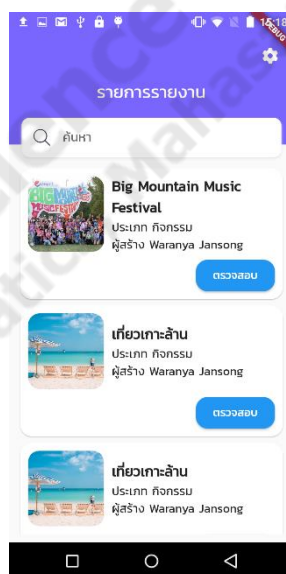 15:18
DEBUG
รายการรายงาน
ค้นหา
Big Mountain Music
Festival
ประเภท กิจกรรม
ผู้สร้าง Waranya Jansong
ตรวจสอบ
เที่ยวเกาะล้าน
ประเภท กิจกรรม
ผู้สร้าง Waranya Jansong
ตรวจสอบ
เที่ยวเกาะล้าน
ประเภท กิจกรรม
ผู้สร้าง Waranya Jansong